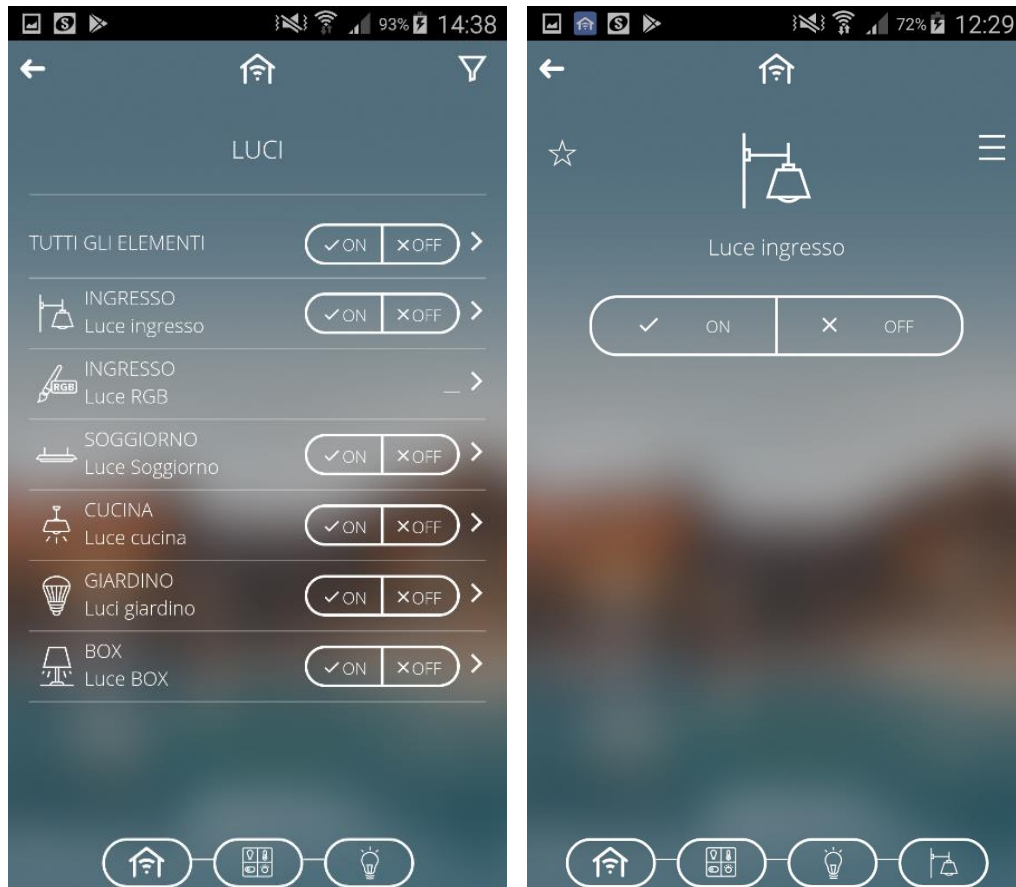 93% 14:38
LUCI
TUTTI GLI ELEMENTI ON OFF
INGRESSO
Luce ingresso ON OFF
INGRESSO
RGB Luce RGB _
SOGGIORNO
Luce Soggiorno ON OFF
CUCINA
Luce cucina ON OFF
GIARDINO
Luci giardino ON OFF
BOX
Luce BOX ON OFF
72% 12:29
Luce ingresso
ON OFF